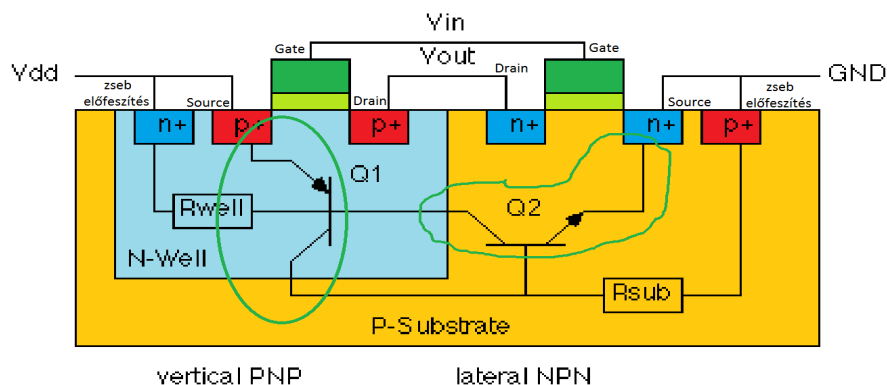 Vin
Gate
Vout
Gate
Vdd
zseb
előfeszítés
Source
Drain
Drain
Source
zseb
előfeszítés
GND
n+
p+
p+
n+
n+
p+
Q1
Rwell
Q2
N-Well
Rsub
P-Substrate
vertical PNP
lateral NPN